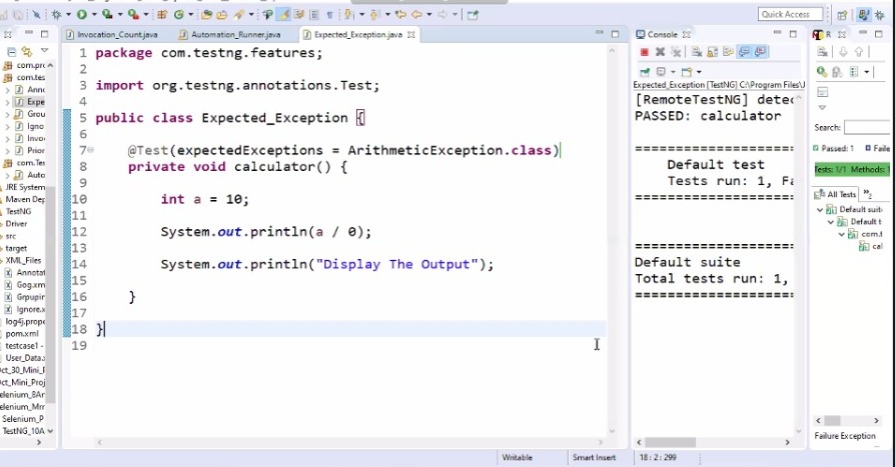 Quick Access
Invocation_Count.java
Automation_Runner.java
Expected_Exception.java
Console
R
1 package com.testng.features;
2
3 import org.testng.annotations.Test;
4
5 public class Expected_Exception {
6
7 @Test(expectedExceptions = ArithmeticException.class)
8 private void calculator() {
9
10 int a = 10;
11
12 System.out.println(a / 0);
13
14 System.out.println("Display The Output");
15
16 }
17
18 }
19
com.tes
Expe
Grou
Igno
Invo
Prior
com.Te
Auto
JRE System
Maven Dep
TestNG
Driver
src
target
XML_Files
Annotat
Gog.xm
Grpupin
Ignore.x
log4j.prope
pom.xml
testcase1 -
User_Data.
Oct_30_Mini_P
Oct_Mini_Proj
elenium_8Ar
elenium_Mrr
Selenium_P
TestNG_10A
Expected_Exception [TestNG] C:\Program Files\J
[RemoteTestNG] detec
PASSED: calculator
===============================
Default test
Tests run: 1, Fa
===============================
===============================
Default suite
Total tests run: 1,
===============================
Search:
Passed: 1
Faile
Tests: 1/1 Methods:
All Tests
Default suit
Default t
com.t
cal
Failure Exception
Writable
Smart Insert
18 : 2 : 299